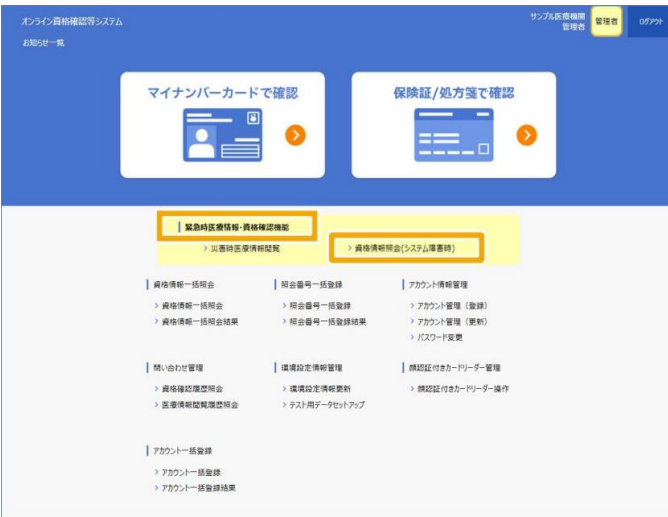 オンライン資格確認等システム
サンプル医療機関
管理者
管理者
ログアウト
お知らせ一覧
マイナンバーカードで確認
保険証/処方箋で確認
緊急時医療情報・資格確認機能
> 災害時医療情報閲覧
> 資格情報照会(システム障害時)
資格情報一括照会
照会番号一括登録
アカウント情報管理
> 資格情報一括照会
> 照会番号一括登録
> アカウント管理（登録）
> 資格情報一括照会結果
> 照会番号一括登録結果
> アカウント管理（更新）
> パスワード変更
問い合わせ管理
環境設定情報管理
顔認証付きカードリーダー管理
> 資格確認履歴照会
> 環境設定情報更新
> 顔認証付きカードリーダー操作
> 医療情報閲覧履歴照会
> テスト用データセットアップ
アカウント一括登録
> アカウント一括登録
> アカウント一括登録結果